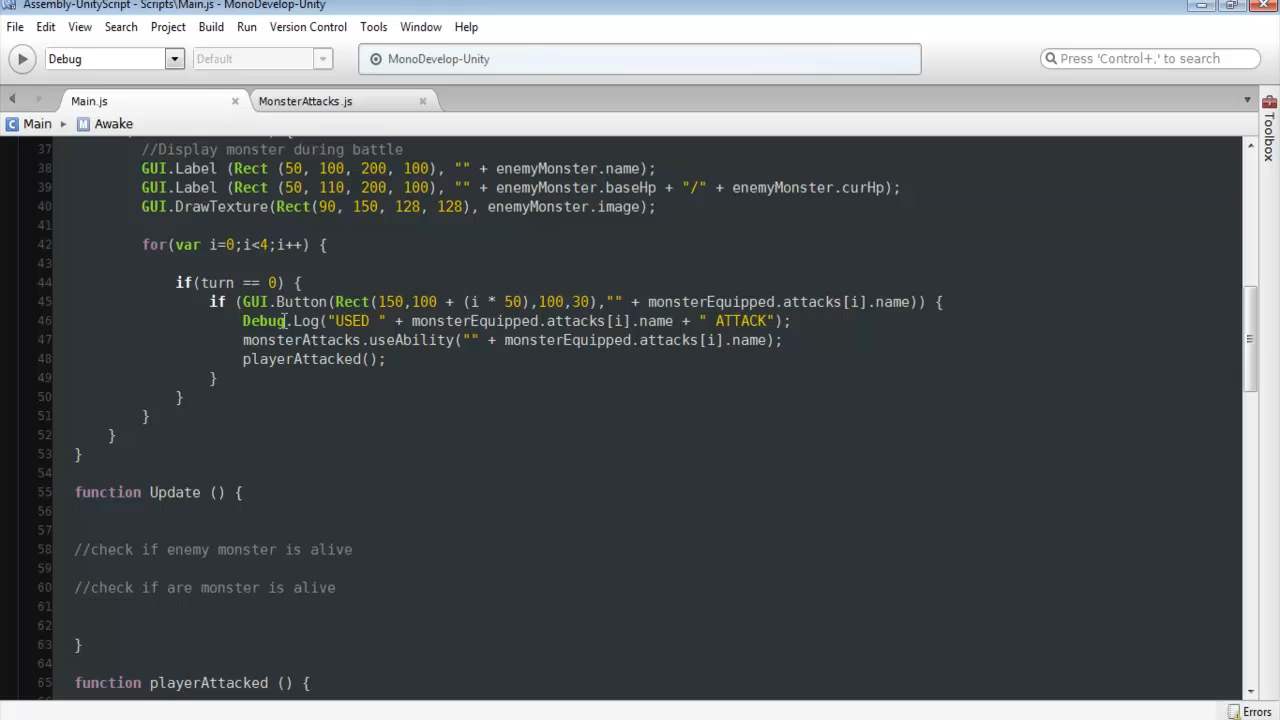 Assembly-UnityScript - Scripts\Main.js - MonoDevelop-Unity
File Edit View Search Project Build Run Version Control Tools Window Help
Debug Default MonoDevelop-Unity Press 'Control+,' to search
Main.js MonsterAttacks.js
Main Awake
Toolbox
37 //Display monster during battle
38 GUI.Label (Rect (50, 100, 200, 100), "" + enemyMonster.name);
39 GUI.Label (Rect (50, 110, 200, 100), "" + enemyMonster.baseHp + "/" + enemyMonster.curHp);
40 GUI.DrawTexture(Rect(90, 150, 128, 128), enemyMonster.image);
41
42 for(var i=0;i<4;i++) {
43
44 if(turn == 0) {
45 if (GUI.Button(Rect(150,100 + (i * 50),100,30),"" + monsterEquipped.attacks[i].name)) {
46 Debug.Log("USED " + monsterEquipped.attacks[i].name + " ATTACK");
47 monsterAttacks.useAbility("" + monsterEquipped.attacks[i].name);
48 playerAttacked();
49 }
50 }
51 }
52 }
53 }
54
55 function Update () {
56
57
58 //check if enemy monster is alive
59
60 //check if are monster is alive
61
62
63 }
64
65 function playerAttacked () {
Errors